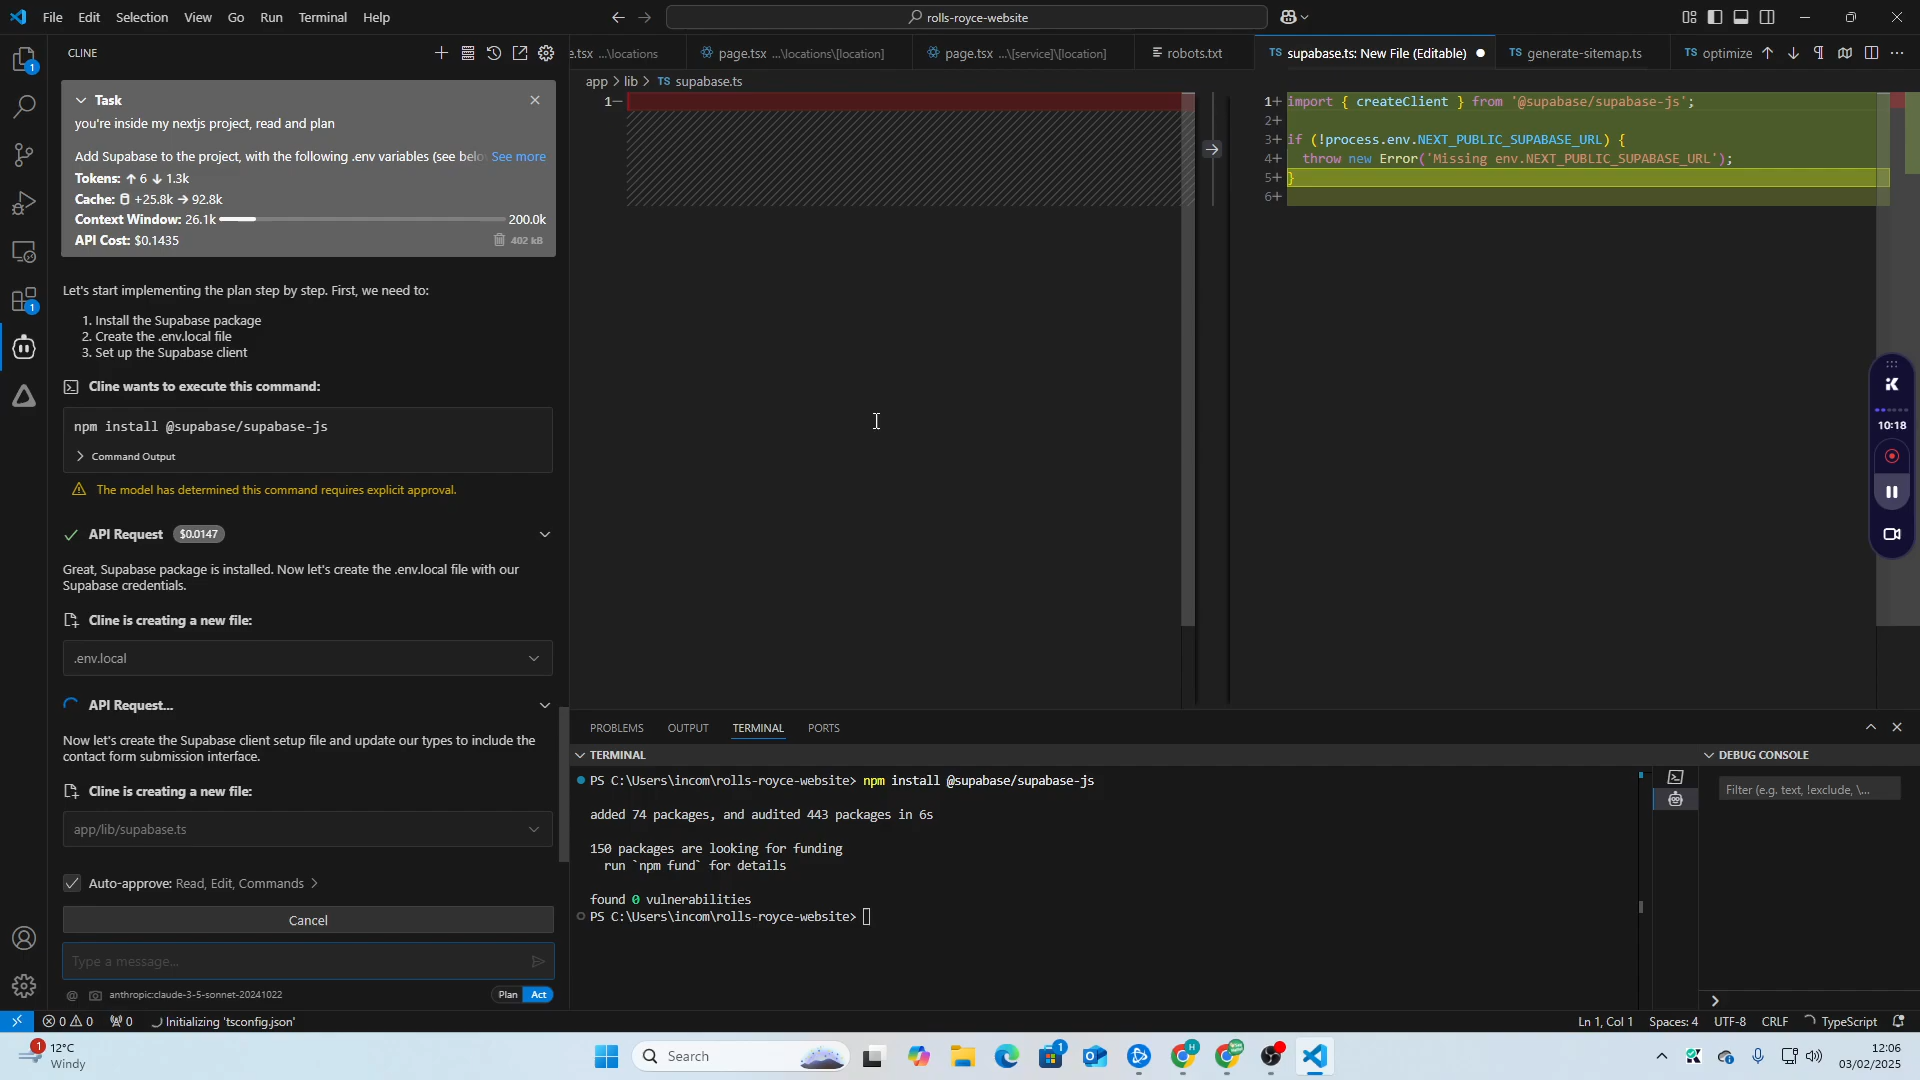 File Edit Selection View Go Run Terminal Help
rolls-royce-website
CLINE
e.tsx ...\locations
page.tsx ...\locations\[location]
page.tsx ...\[service]\[location]
robots.txt
TS supabase.ts: New File (Editable)
TS generate-sitemap.ts
TS optimize
app > lib > TS supabase.ts
Task
you're inside my nextjs project, read and plan
Add Supabase to the project, with the following .env variables (see belo See more
Tokens: ↑ 6 ↓ 1.3k
Cache: +25.8k → 92.8k
Context Window: 26.1k 200.0k
API Cost: $0.1435 402 kB
Let's start implementing the plan step by step. First, we need to:
1. Install the Supabase package
2. Create the .env.local file
3. Set up the Supabase client
Cline wants to execute this command:
npm install @supabase/supabase-js
Command Output
The model has determined this command requires explicit approval.
API Request $0.0147
Great, Supabase package is installed. Now let's create the .env.local file with our
Supabase credentials.
Cline is creating a new file:
.env.local
API Request...
Now let's create the Supabase client setup file and update our types to include the
contact form submission interface.
Cline is creating a new file:
app/lib/supabase.ts
Auto-approve: Read, Edit, Commands >
Cancel
Type a message...
@ anthropic:claude-3-5-sonnet-20241022 Plan Act
1−
1+ import { createClient } from '@supabase/supabase-js';
2+
3+ if (!process.env.NEXT_PUBLIC_SUPABASE_URL) {
4+ throw new Error('Missing env.NEXT_PUBLIC_SUPABASE_URL');
5+ }
6+
10:18
PROBLEMS OUTPUT TERMINAL PORTS
TERMINAL
PS C:\Users\incom\rolls-royce-website> npm install @supabase/supabase-js
added 74 packages, and audited 443 packages in 6s
150 packages are looking for funding
run `npm fund` for details
found 0 vulnerabilities
PS C:\Users\incom\rolls-royce-website>
DEBUG CONSOLE
Filter (e.g. text, !exclude, \...
0 0 0 Initializing 'tsconfig.json'
Ln 1, Col 1 Spaces: 4 UTF-8 CRLF TypeScript
1 12°C
Windy
Search
1
H
12:06
03/02/2025